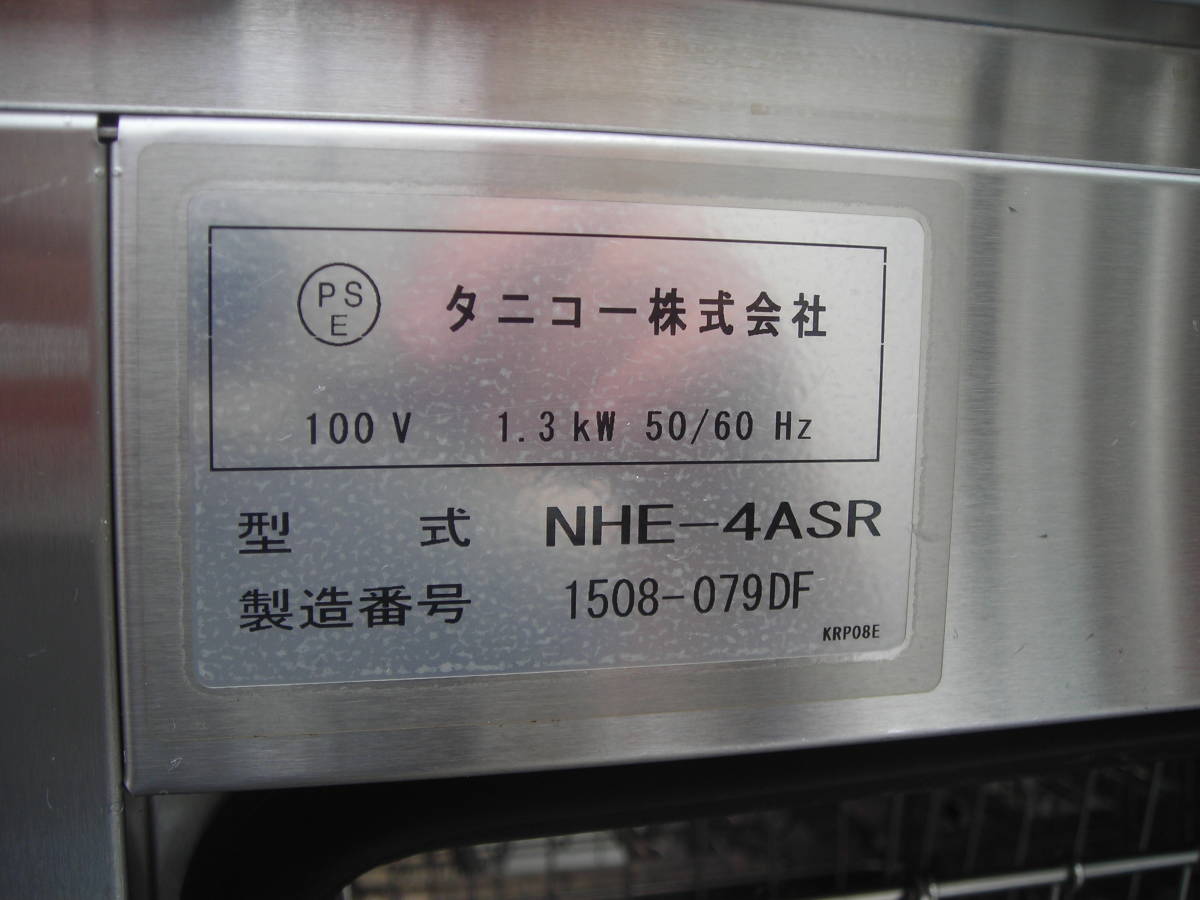 PS
E
タニコー株式会社
100 V 1.3 kW 50/60 Hz
型 式 NHE-4ASR
製造番号 1508-079DF
KRP08E